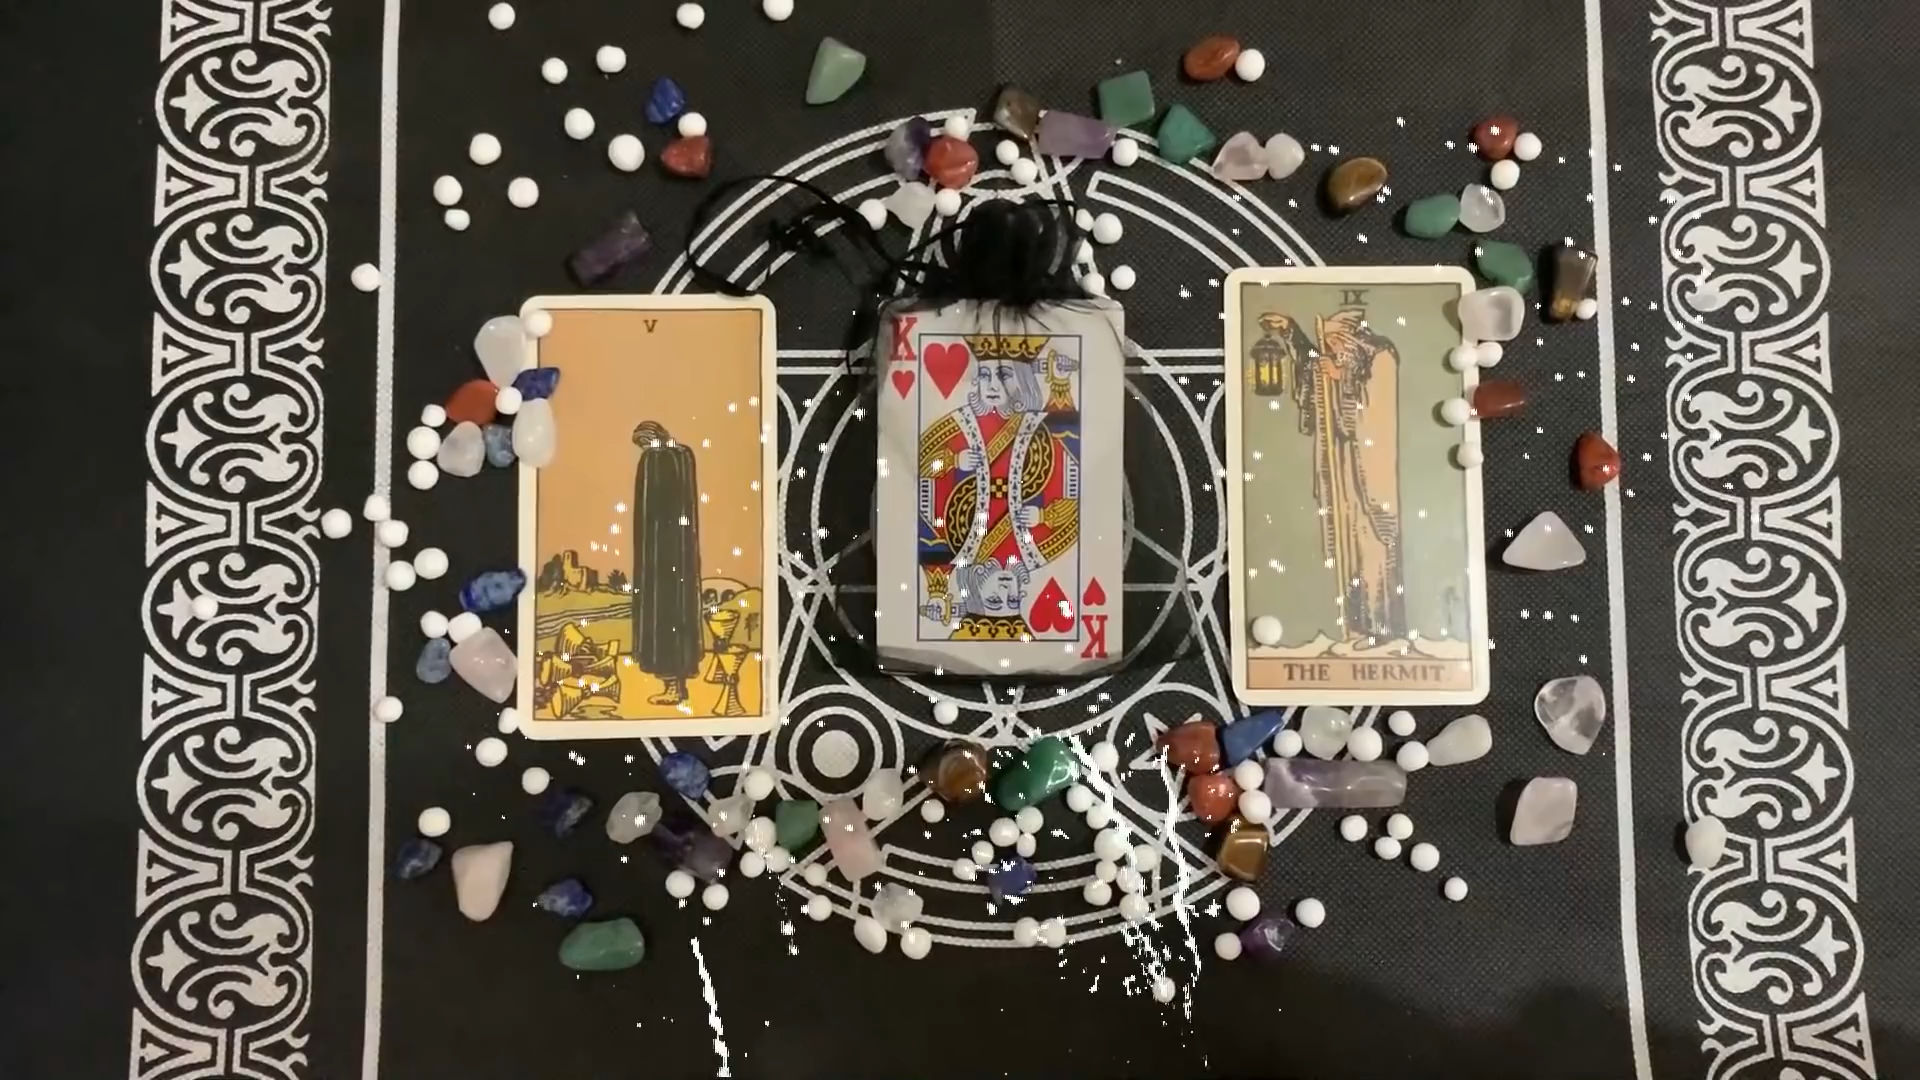 V
K
K
IX
THE HERMIT.